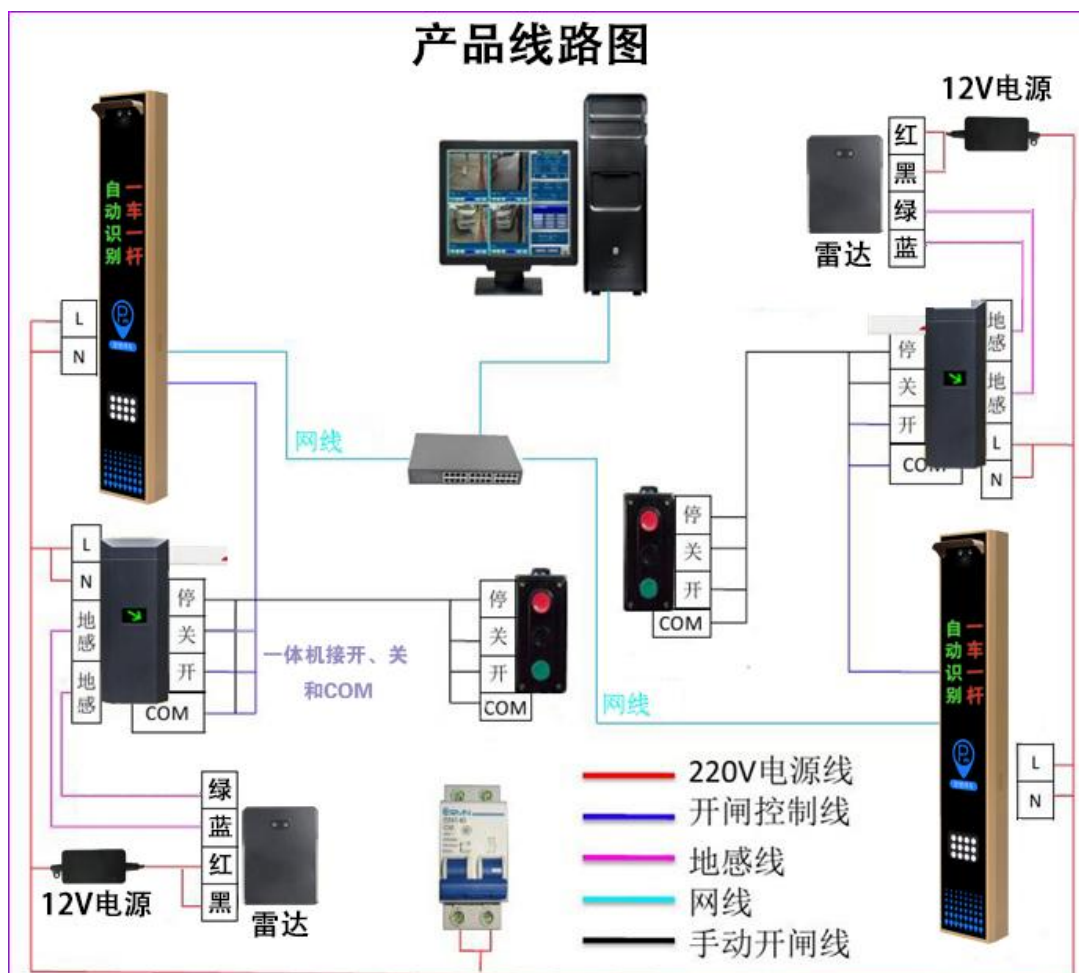 产品线路图
12V电源
红
黑
绿
蓝
雷达
自动识别
一车一杆
L
N
网线
停
关
开
COM
地感
地感
L
N
停
关
开
COM
L
N
地感
地感
停
关
开
COM
停
关
开
COM
一体机接开、关
和COM
网线
自动识别
一车一杆
L
N
绿
蓝
红
黑
12V电源
雷达
220V电源线
开闸控制线
地感线
网线
手动开闸线